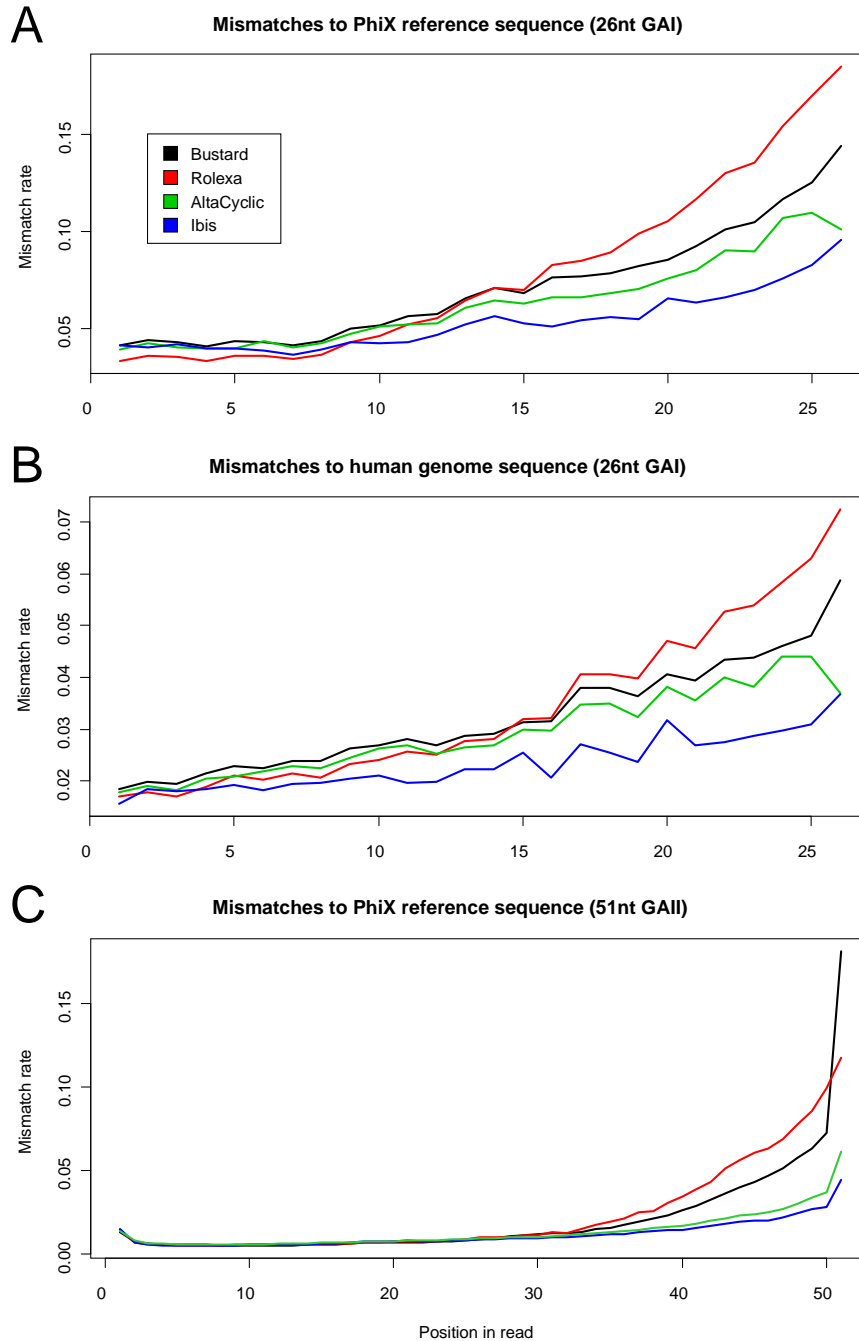 A
Mismatches to PhiX reference sequence (26nt GAI)
Mismatch rate
0.15
0.10
0.05
Bustard
Rolexa
AltaCyclic
Ibis
0 5 10 15 20 25
B
Mismatches to human genome sequence (26nt GAI)
Mismatch rate
0.07
0.06
0.05
0.04
0.03
0.02
0 5 10 15 20 25
C
Mismatches to PhiX reference sequence (51nt GAII)
Mismatch rate
0.15
0.10
0.05
0.00
0 10 20 30 40 50
Position in read